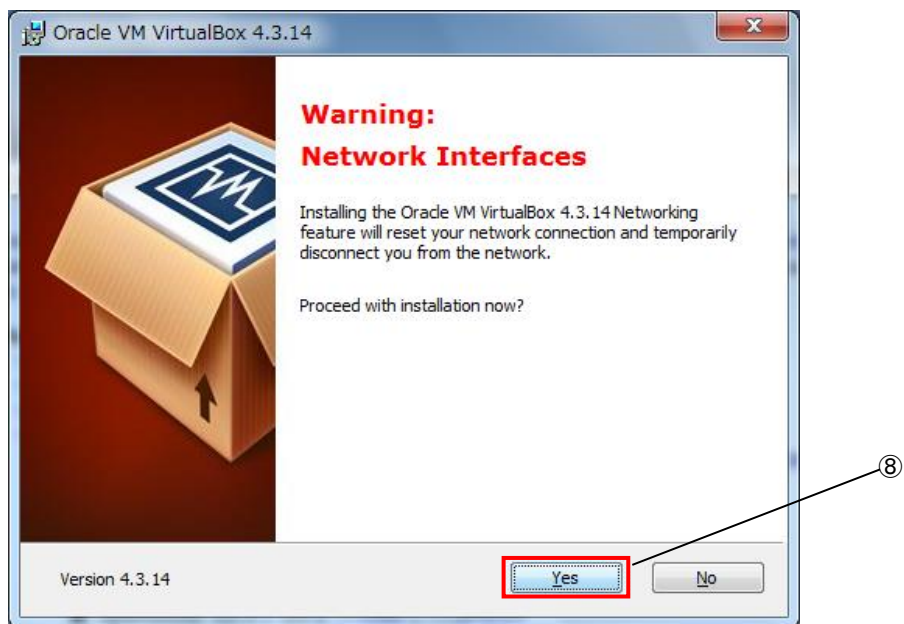 Oracle VM VirtualBox 4.3.14
Warning:
Network Interfaces
Installing the Oracle VM VirtualBox 4.3.14 Networking
feature will reset your network connection and temporarily
disconnect you from the network.
Proceed with installation now?
⑧
Version 4.3.14
Yes
No